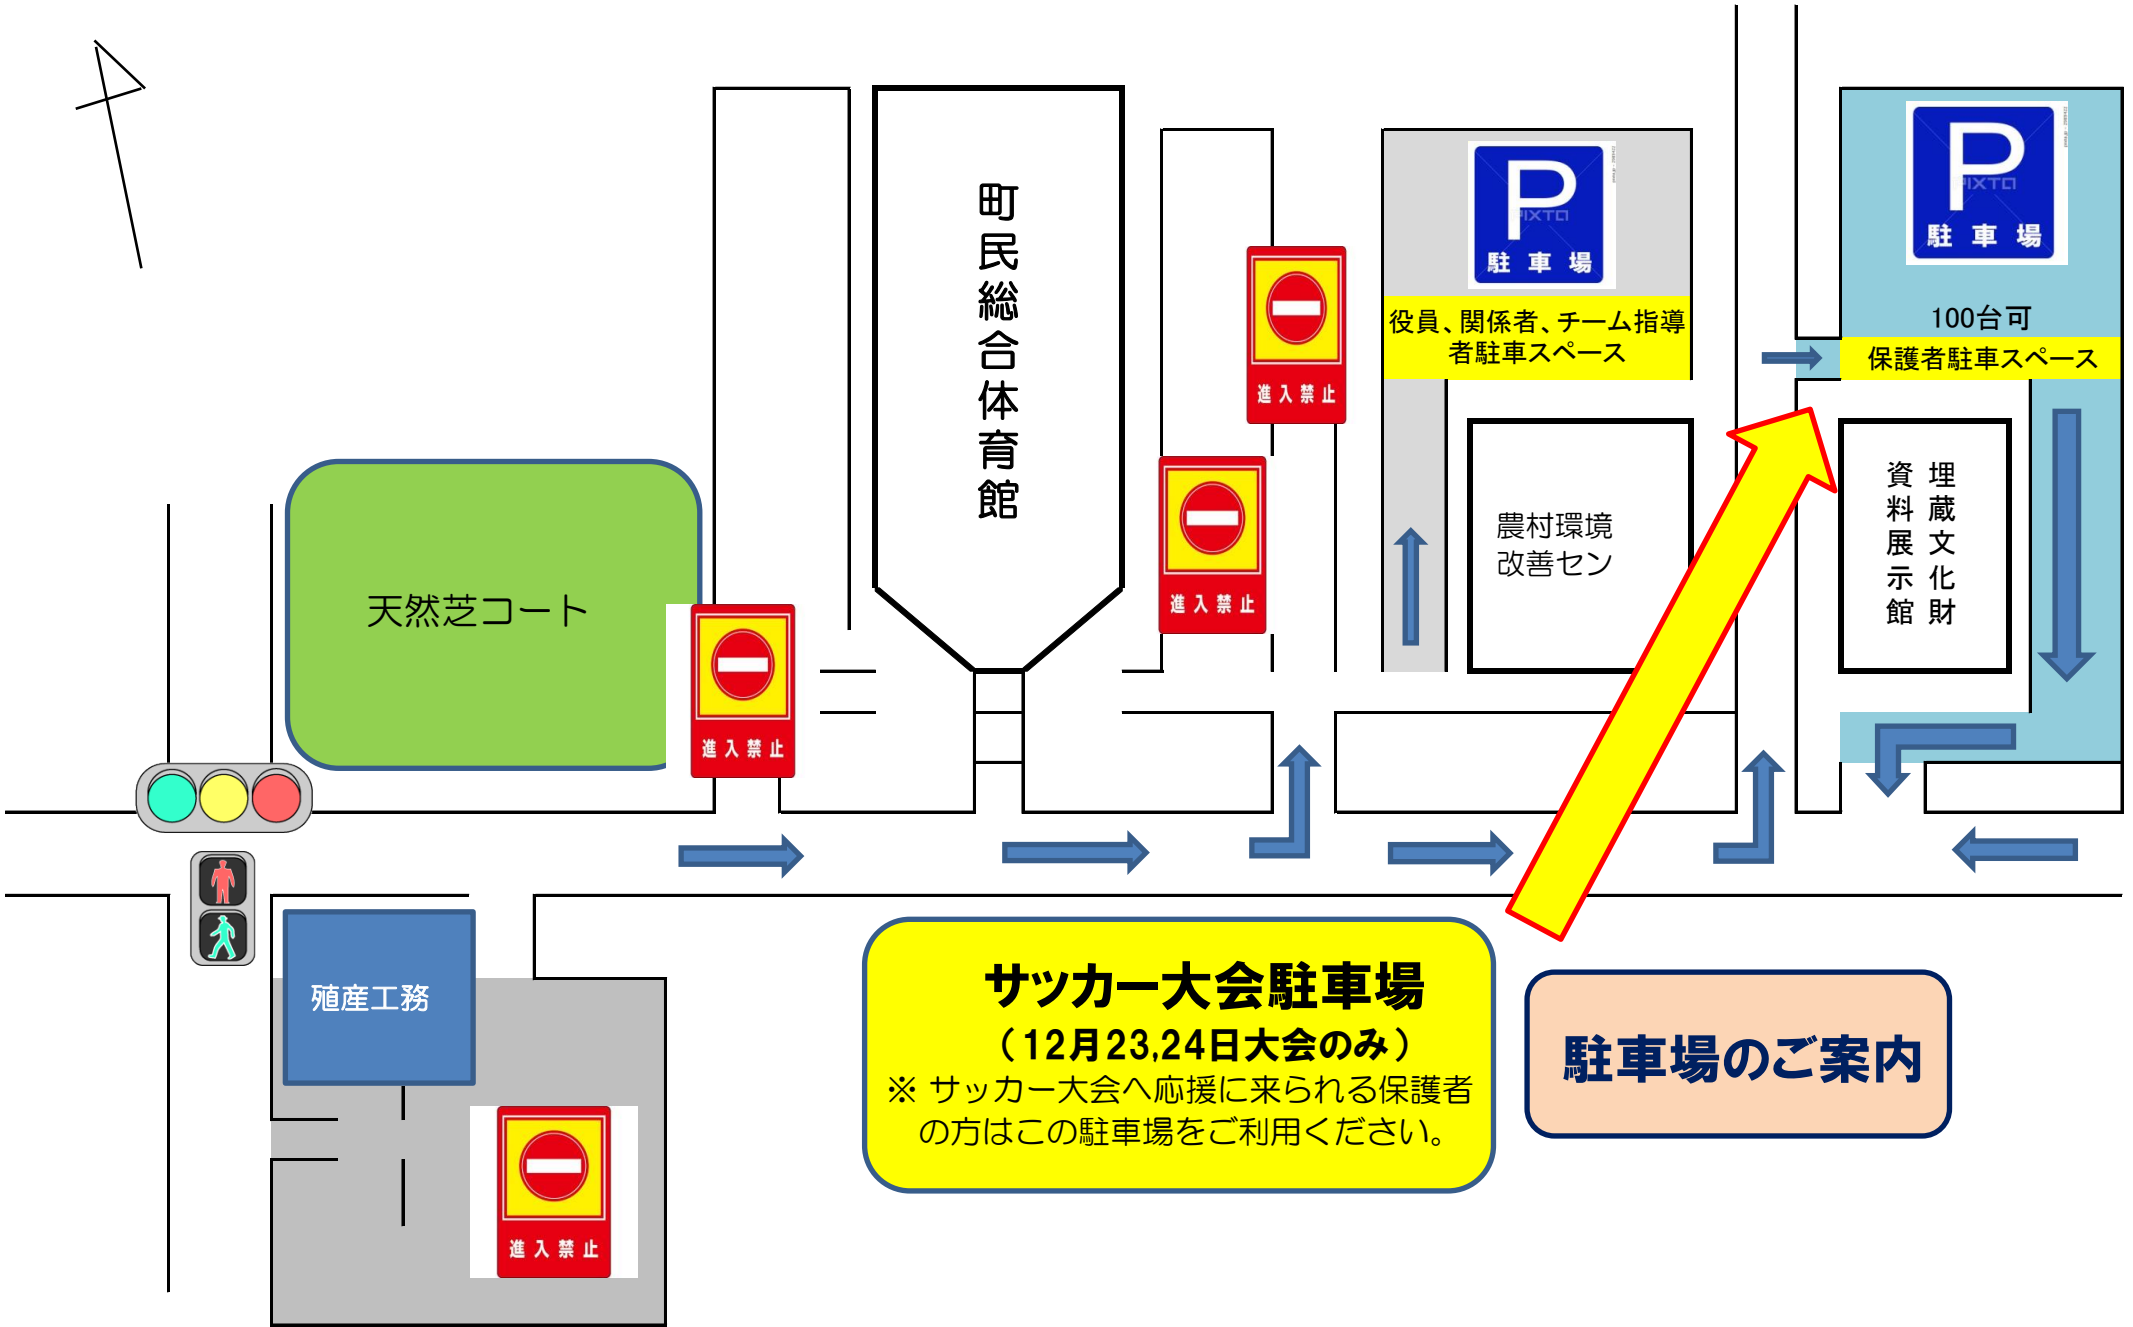 町民総合体育館
駐車場
役員、関係者、チーム指導
者駐車スペース
駐車場
100台可
保護者駐車スペース
進入禁止
進入禁止
進入禁止
農村環境
改善セン
埋蔵文化財
資料展示館
天然芝コート
殖産工務
進入禁止
サッカー大会駐車場
（12月23,24日大会のみ）
※ サッカー大会へ応援に来られる保護者
の方はこの駐車場をご利用ください。
駐車場のご案内
P
PIXTA
P
PIXTA